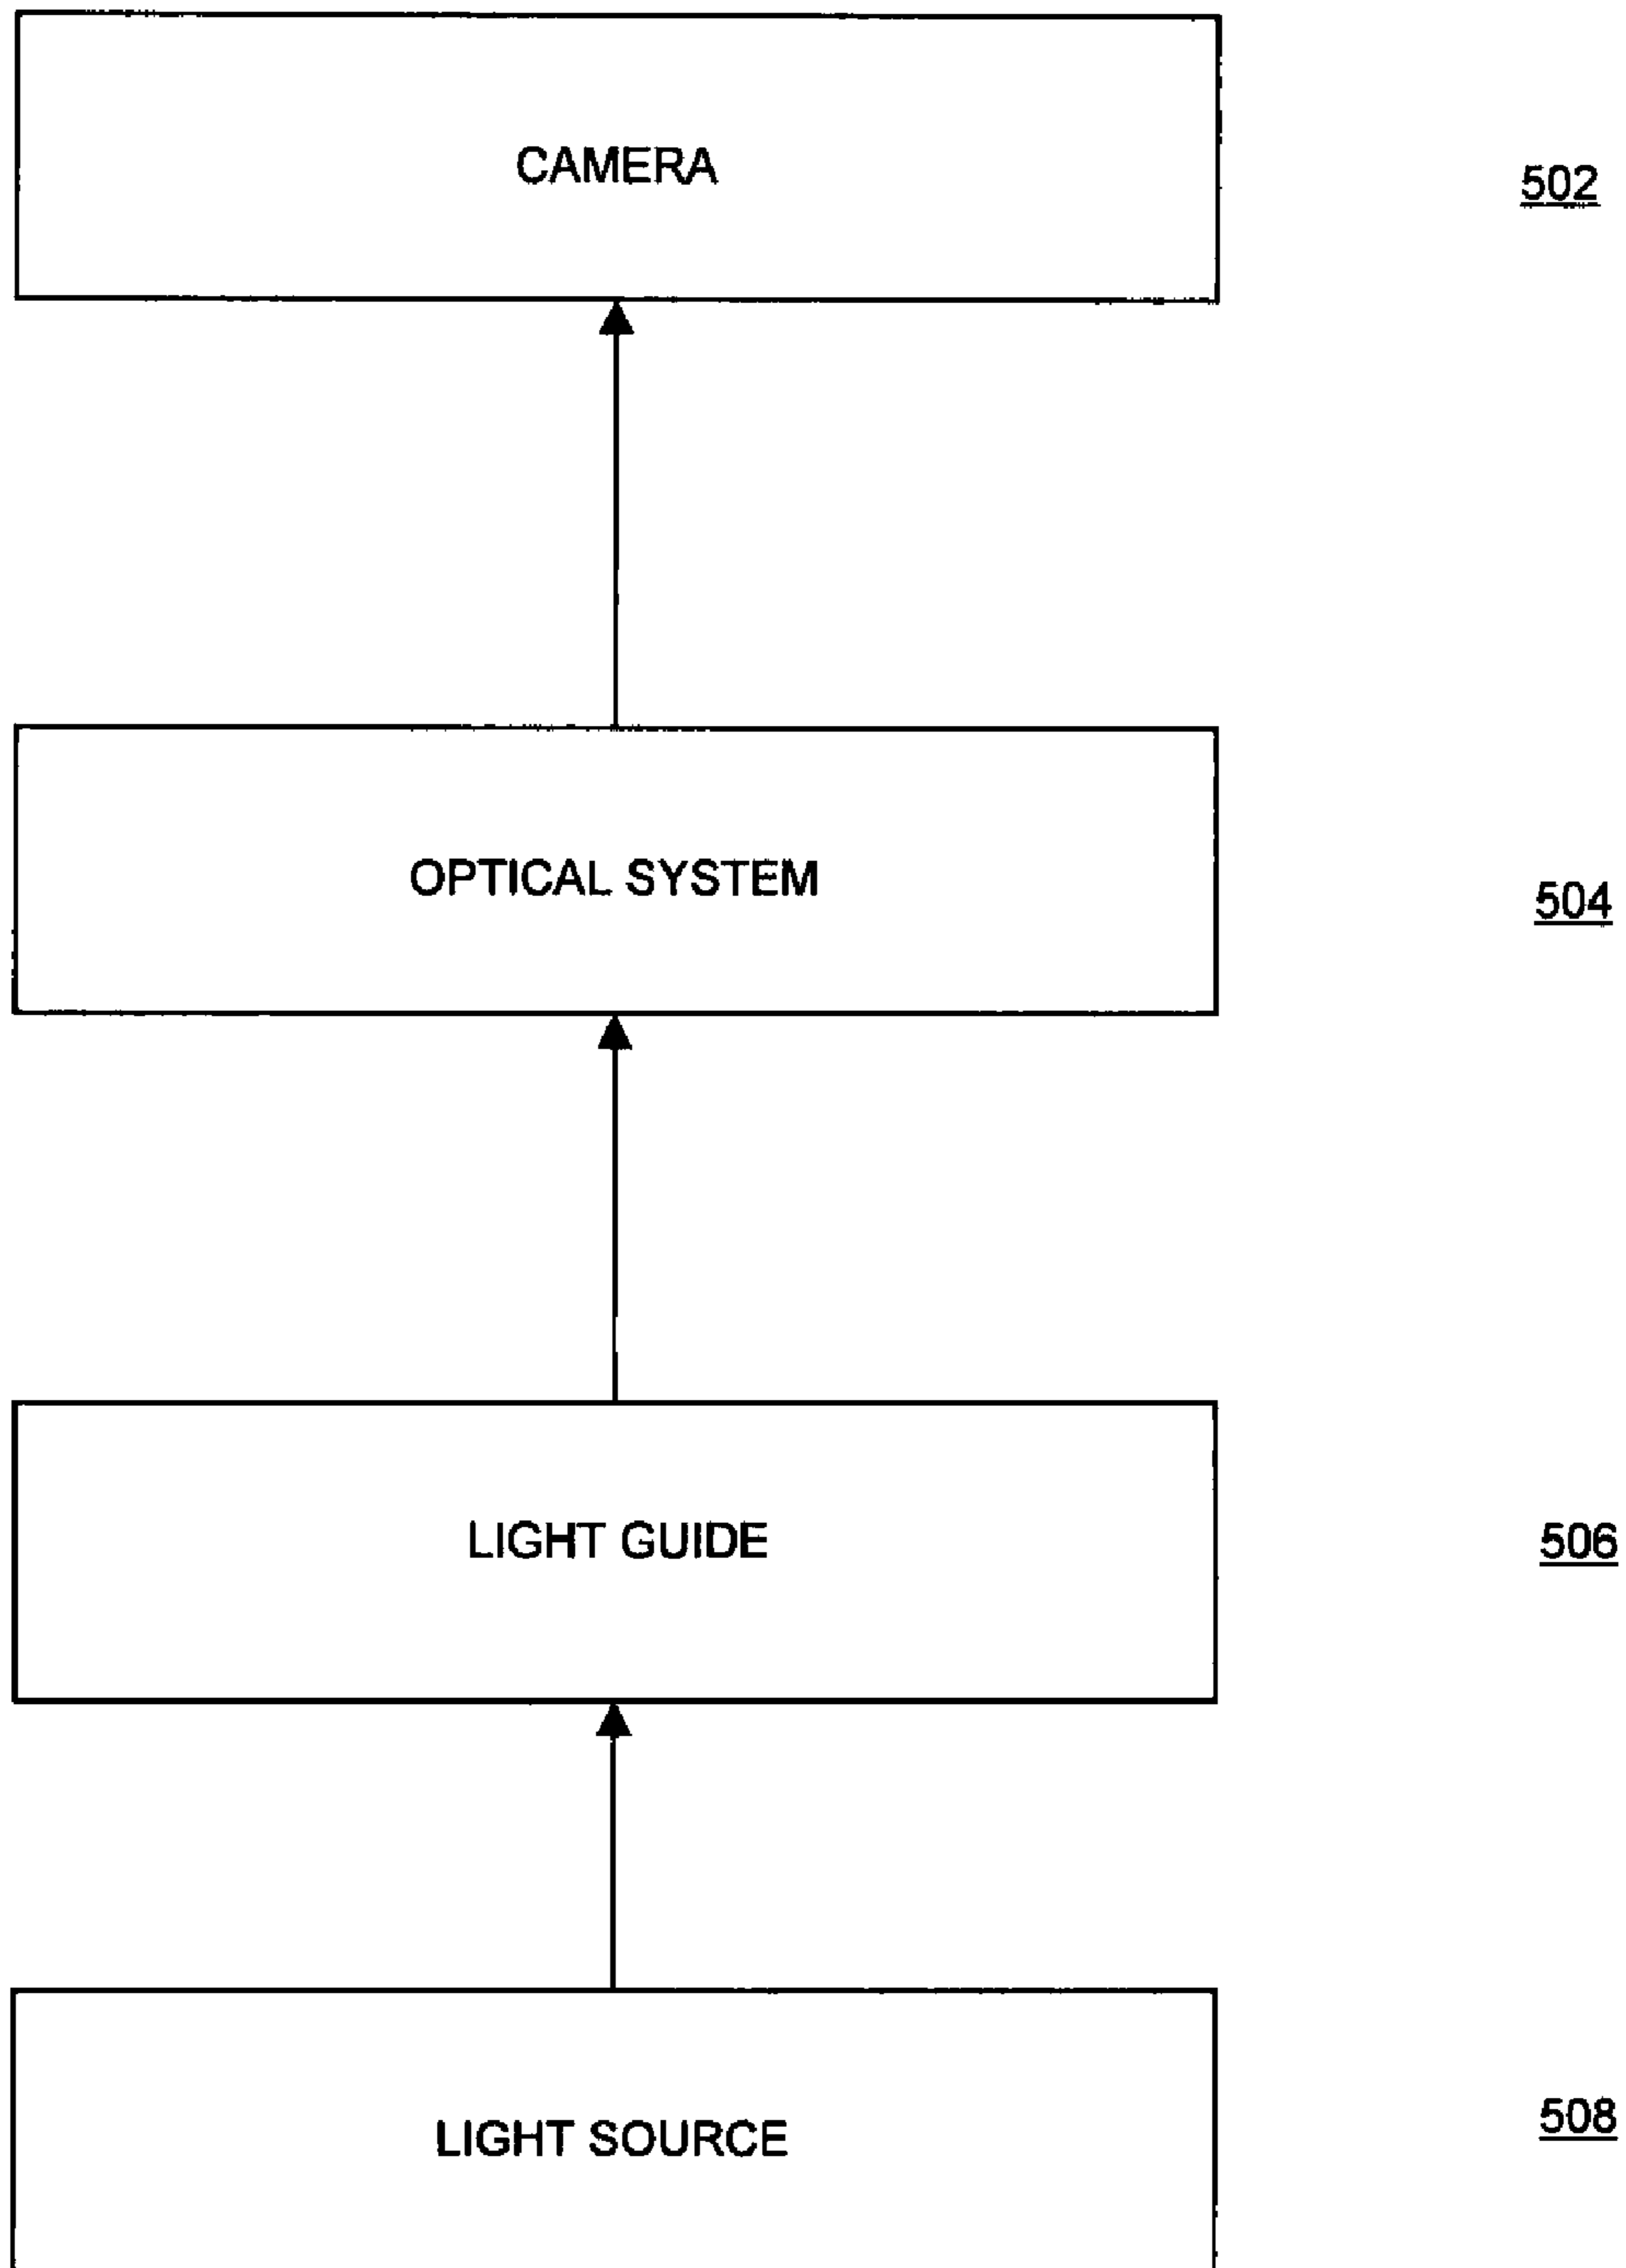 CAMERA
502
OPTICAL SYSTEM
504
LIGHT GUIDE
506
LIGHT SOURCE
508